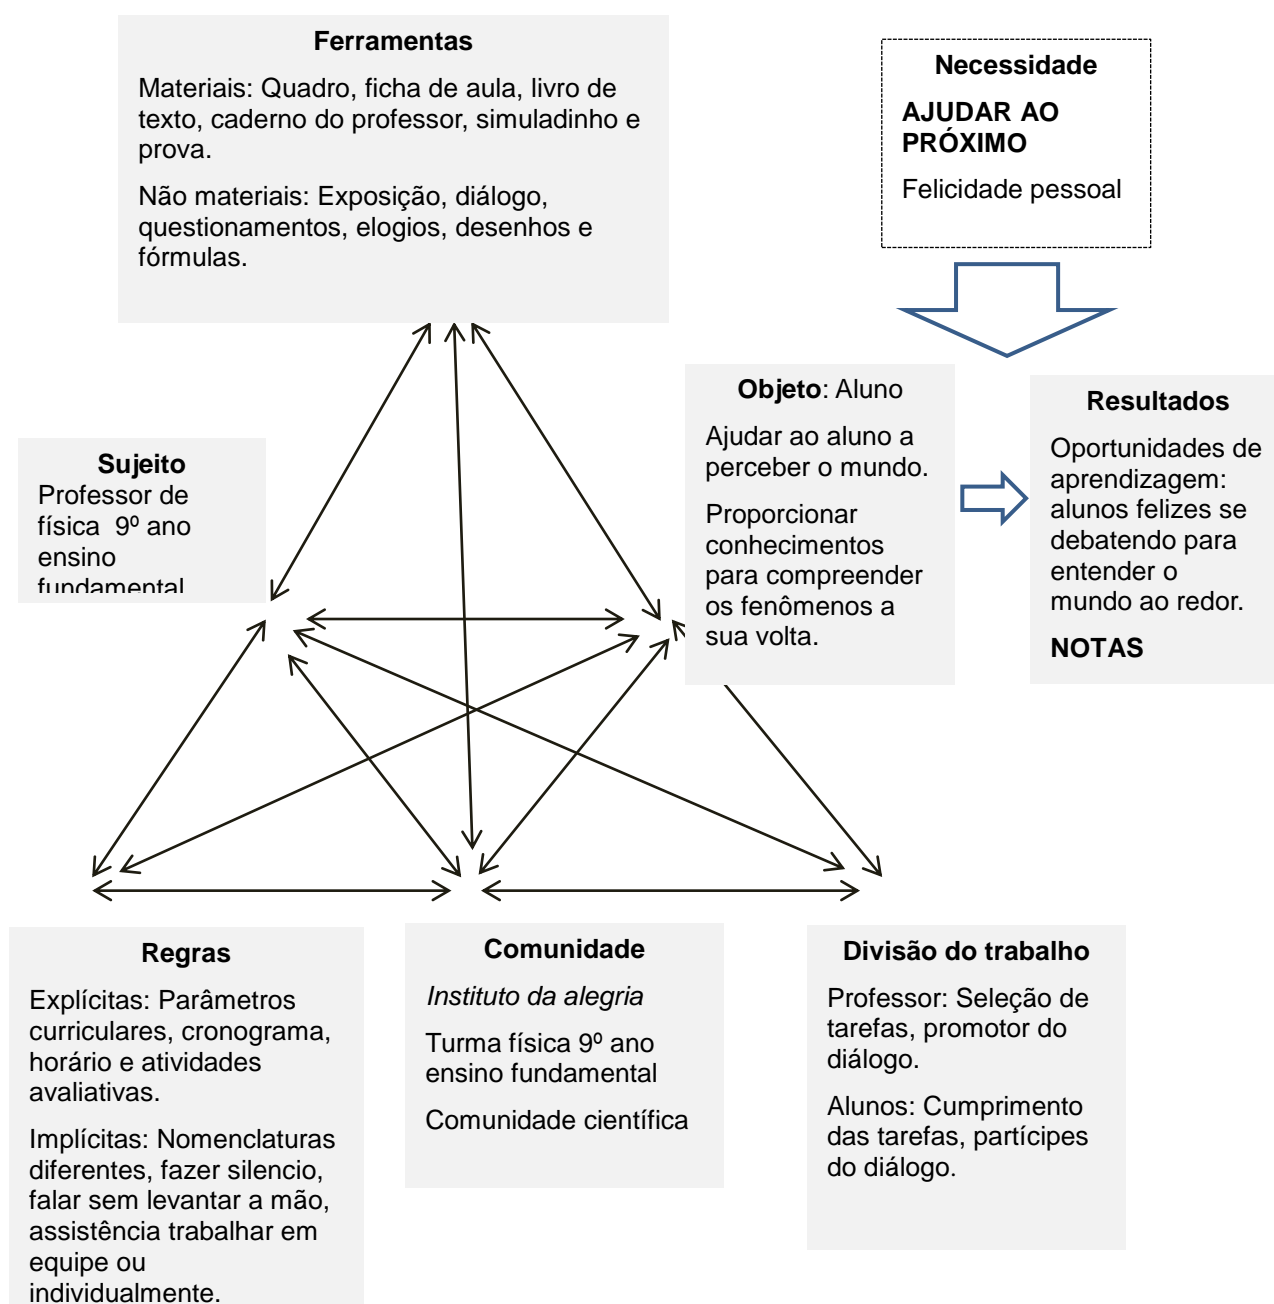 Ferramentas
Materiais: Quadro, ficha de aula, livro de
texto, caderno do professor, simuladinho e
prova.
Não materiais: Exposição, diálogo,
questionamentos, elogios, desenhos e
fórmulas.
Necessidade
AJUDAR AO
PRÓXIMO
Felicidade pessoal
Sujeito
Professor de
física 9º ano
ensino
fundamental
Objeto: Aluno
Ajudar ao aluno a
perceber o mundo.
Proporcionar
conhecimentos
para compreender
os fenômenos a
sua volta.
Resultados
Oportunidades de
aprendizagem:
alunos felizes se
debatendo para
entender o
mundo ao redor.
NOTAS
Regras
Explícitas: Parâmetros
curriculares, cronograma,
horário e atividades
avaliativas.
Implícitas: Nomenclaturas
diferentes, fazer silencio,
falar sem levantar a mão,
assistência trabalhar em
equipe ou
individualmente.
Comunidade
Instituto da alegria
Turma física 9º ano
ensino fundamental
Comunidade científica
Divisão do trabalho
Professor: Seleção de
tarefas, promotor do
diálogo.
Alunos: Cumprimento
das tarefas, partícipes
do diálogo.